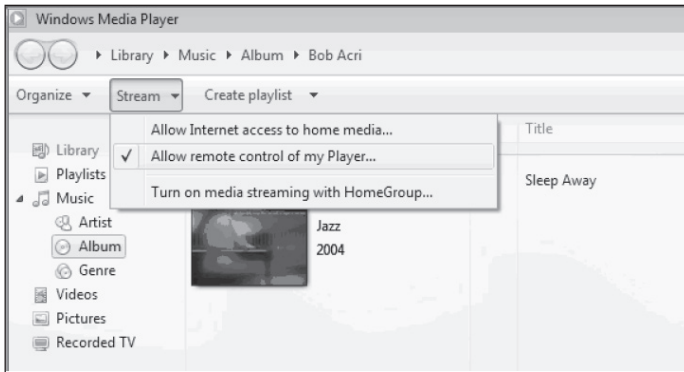 Windows Media Player
Library Music Album Bob Acri
Organize Stream Create playlist
Allow Internet access to home media...
Allow remote control of my Player...
Turn on media streaming with HomeGroup...
Title
Library
Playlists
Music
Artist
Album
Genre
Videos
Pictures
Recorded TV
Jazz
2004
Sleep Away